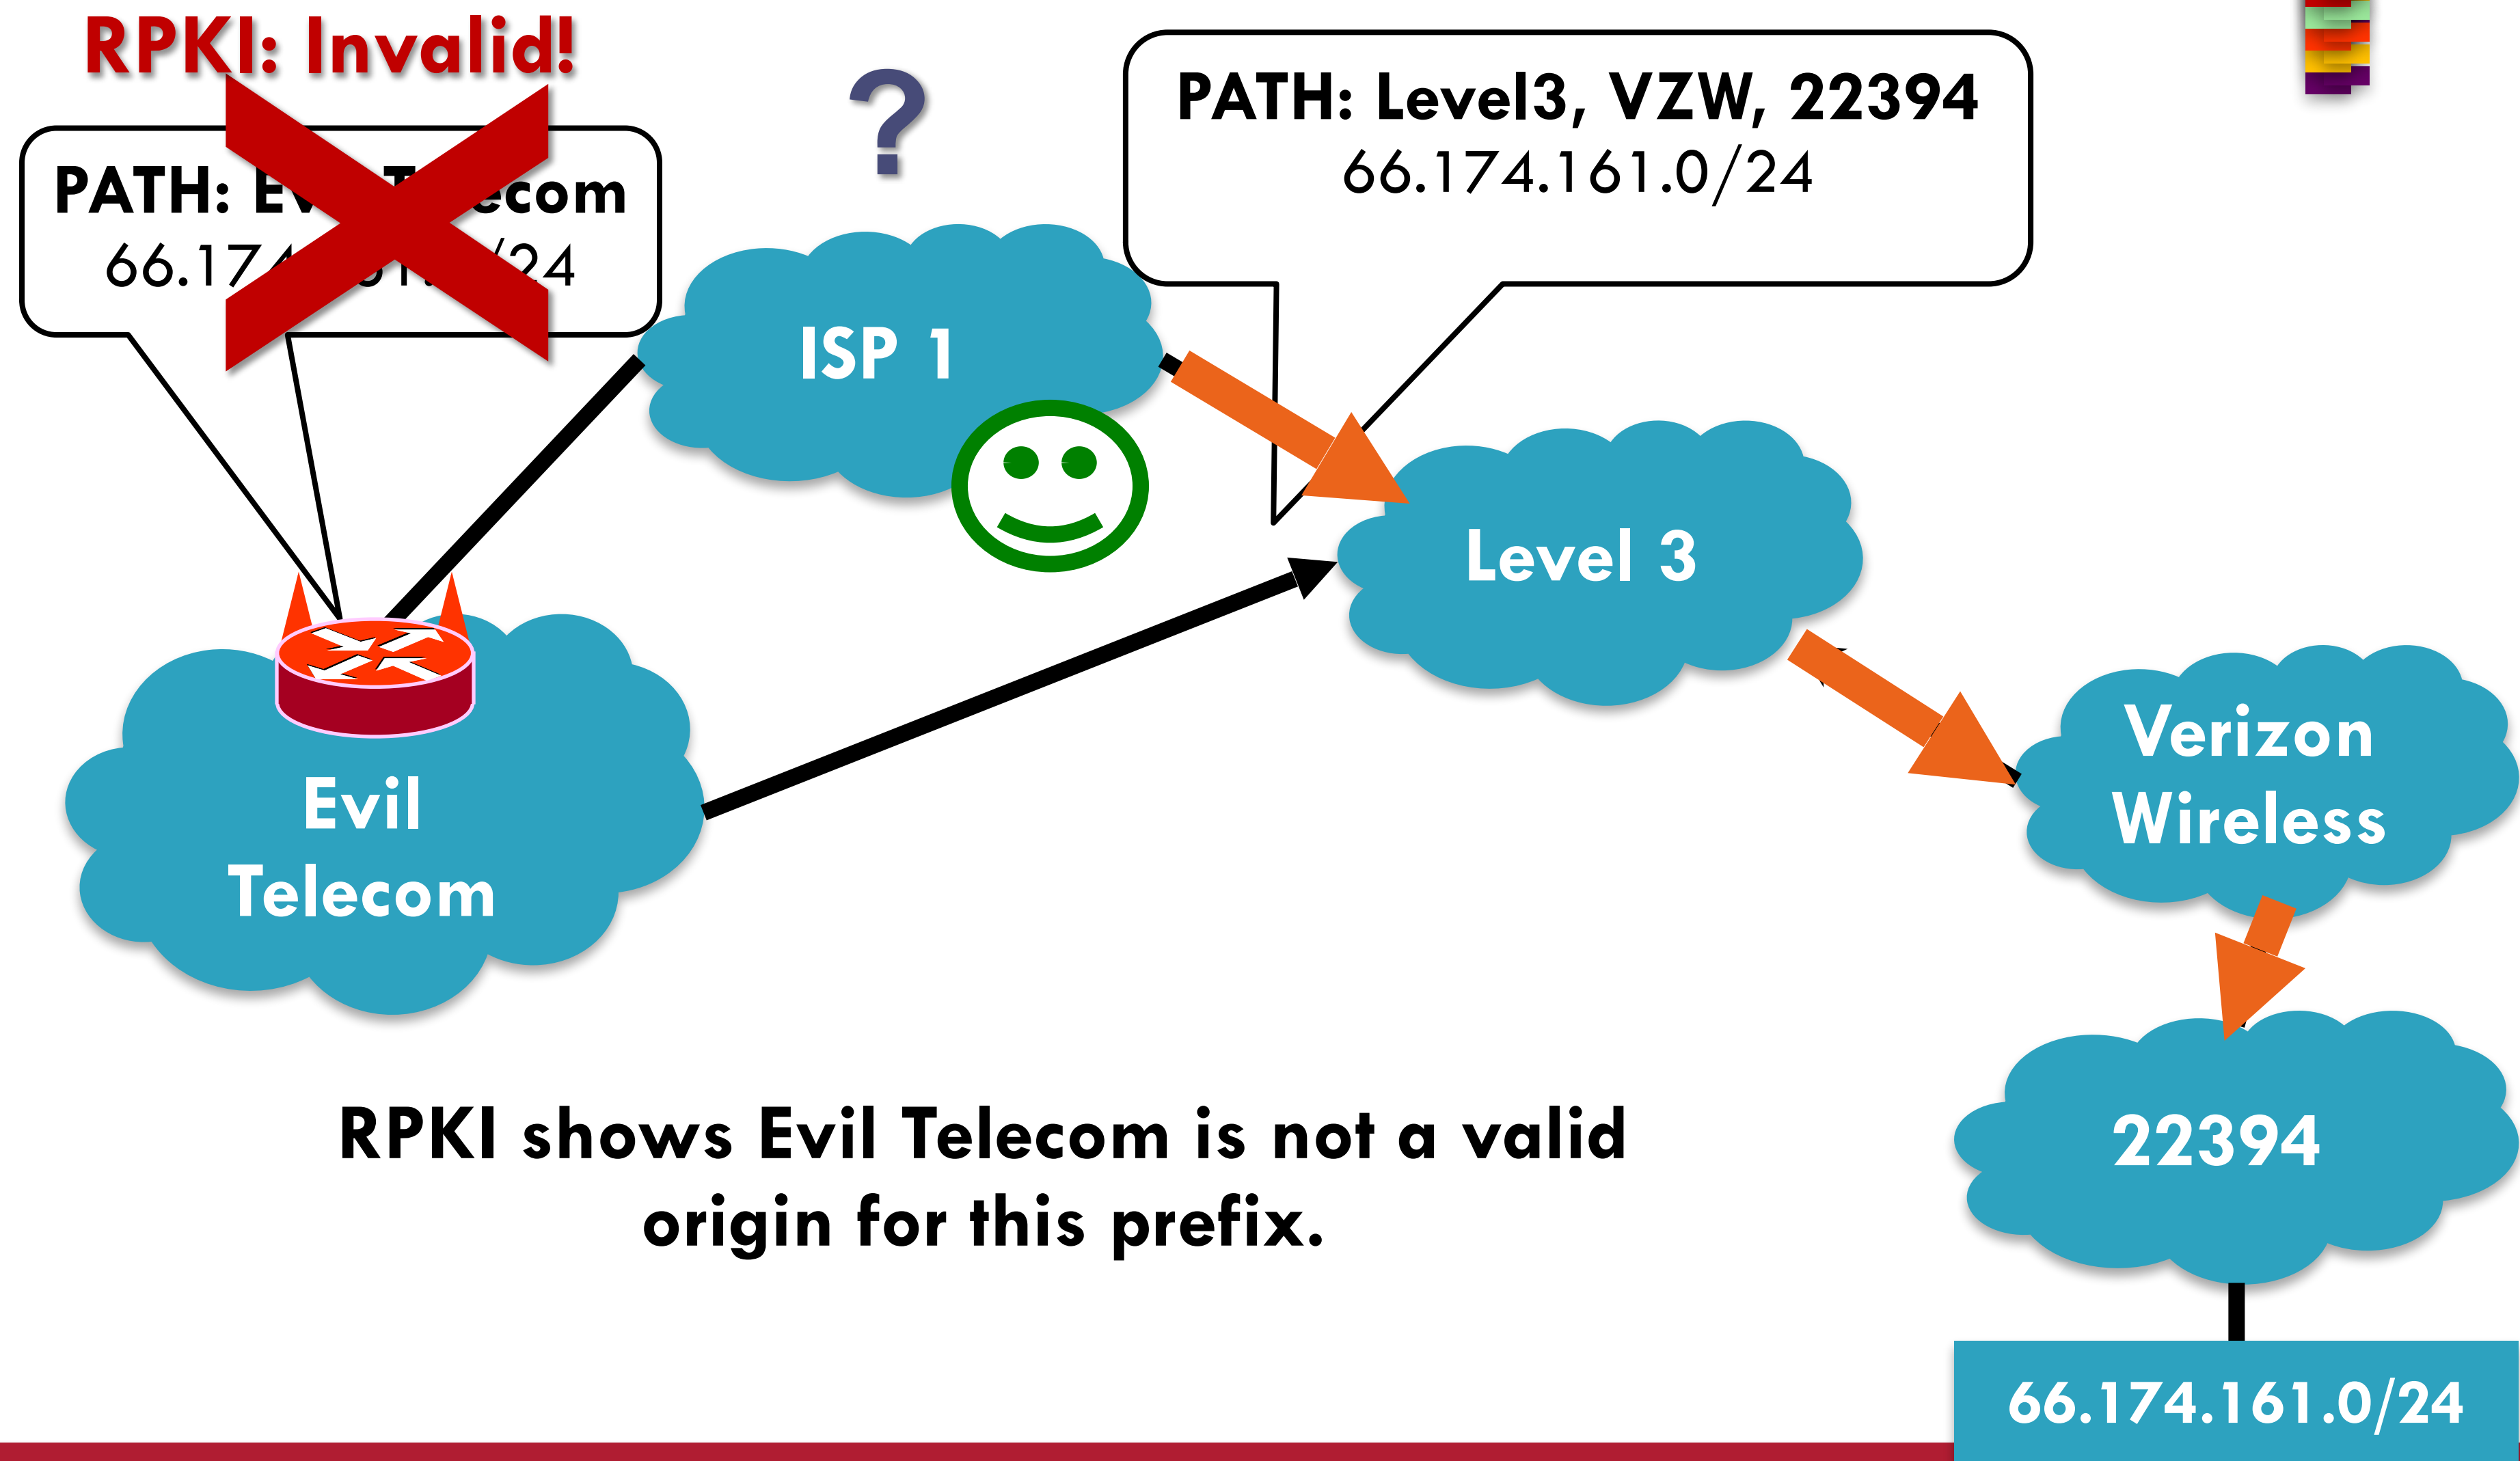 RPKI: Invalid!
?
PATH: Level3, VZW, 22394
66.174.161.0/24
PATH:
ISP 1
Level 3
Verizon
Wireless
Evil
Telecom
22394
RPKI shows Evil Telecom is not a valid
origin for this prefix.
66.174.161.0/24